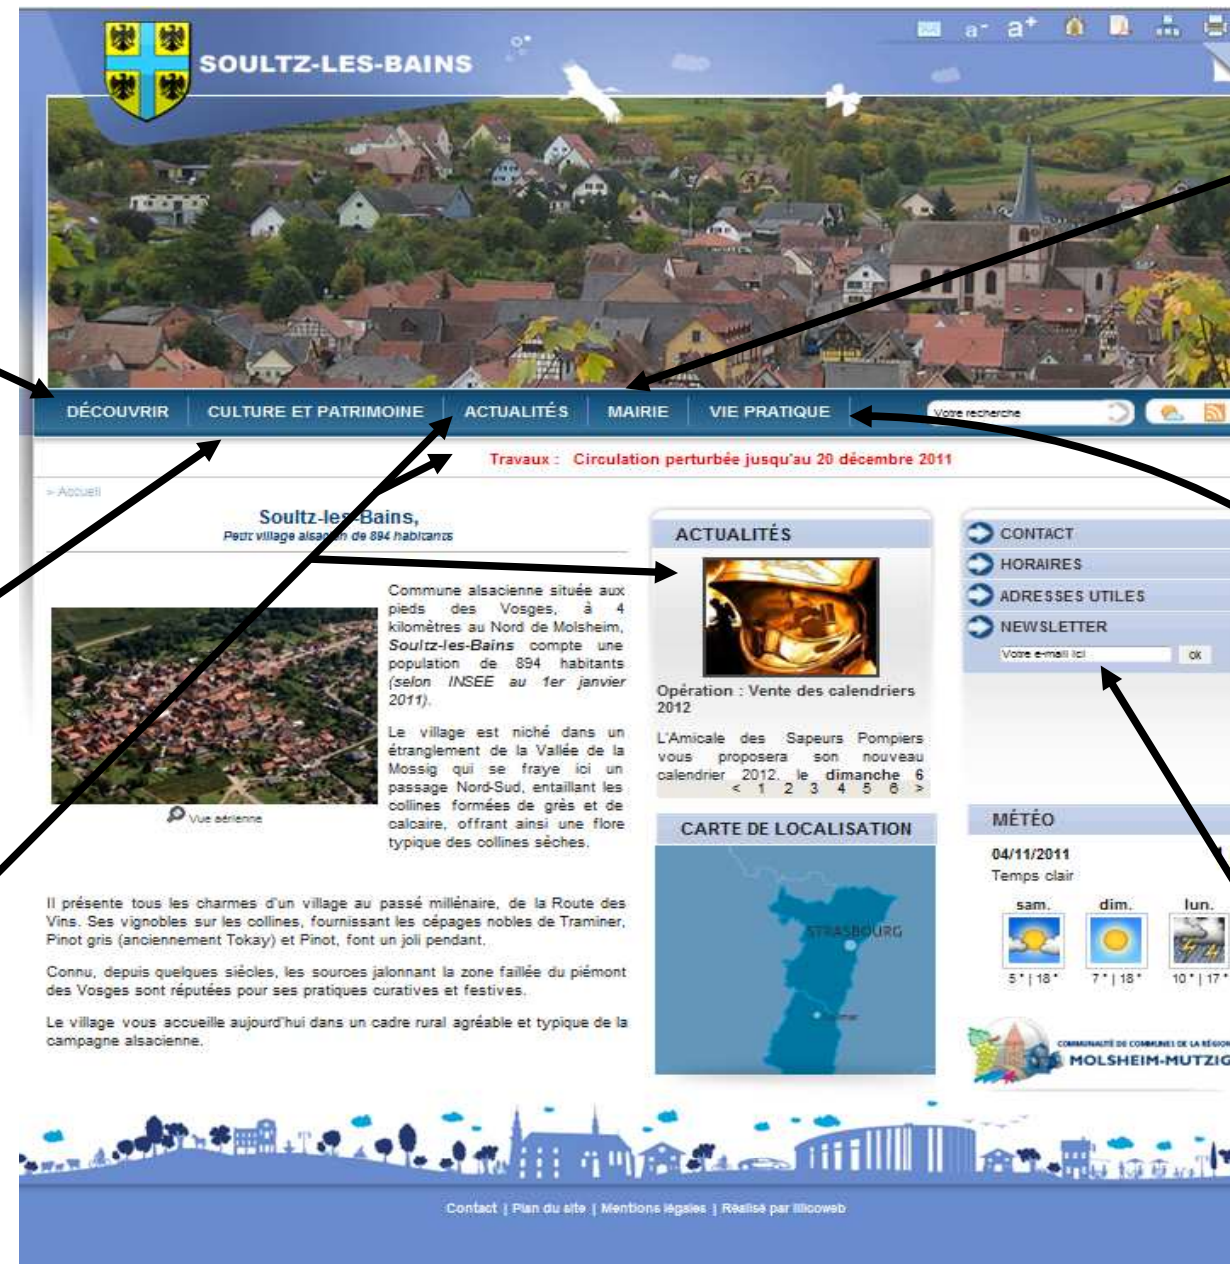 a- a+
SOULTZ-LES-BAINS
DÉCOUVRIR CULTURE ET PATRIMOINE ACTUALITÉS MAIRIE VIE PRATIQUE Votre recherche
Travaux : Circulation perturbée jusqu'au 20 décembre 2011
> Accueil
Soultz-les-Bains,
Petit village alsacien de 894 habitants
Commune alsacienne située aux
pieds des Vosges, à 4
kilomètres au Nord de Molsheim,
Soultz-les-Bains compte une
population de 894 habitants
(selon INSEE au 1er janvier
2011).
Le village est niché dans un
étranglement de la Vallée de la
Mossig qui se fraye ici un
passage Nord-Sud, entaillant les
collines formées de grès et de
calcaire, offrant ainsi une flore
typique des collines sèches.
Vue aérienne
Il présente tous les charmes d'un village au passé millénaire, de la Route des
Vins. Ses vignobles sur les collines, fournissant les cépages nobles de Traminer,
Pinot gris (anciennement Tokay) et Pinot, font un joli pendant.
Connu, depuis quelques siècles, les sources jalonnant la zone faillée du piémont
des Vosges sont réputées pour ses pratiques curatives et festives.
Le village vous accueille aujourd'hui dans un cadre rural agréable et typique de la
campagne alsacienne.
ACTUALITÉS
Opération : Vente des calendriers
2012
L'Amicale des Sapeurs Pompiers
vous proposera son nouveau
calendrier 2012, le dimanche 6
< 1 2 3 4 5 6 >
CARTE DE LOCALISATION
STRASBOURG
CONTACT
HORAIRES
ADRESSES UTILES
NEWSLETTER
Votre e-mail ici ok
MÉTÉO
04/11/2011
Temps clair
sam. dim. lun.
5°|18° 7°|18° 10°|17°
COMMUNAUTÉ DE COMMUNES DE LA RÉGION
MOLSHEIM-MUTZIG
Contact | Plan du site | Mentions légales | Réalisé par Illicoweb